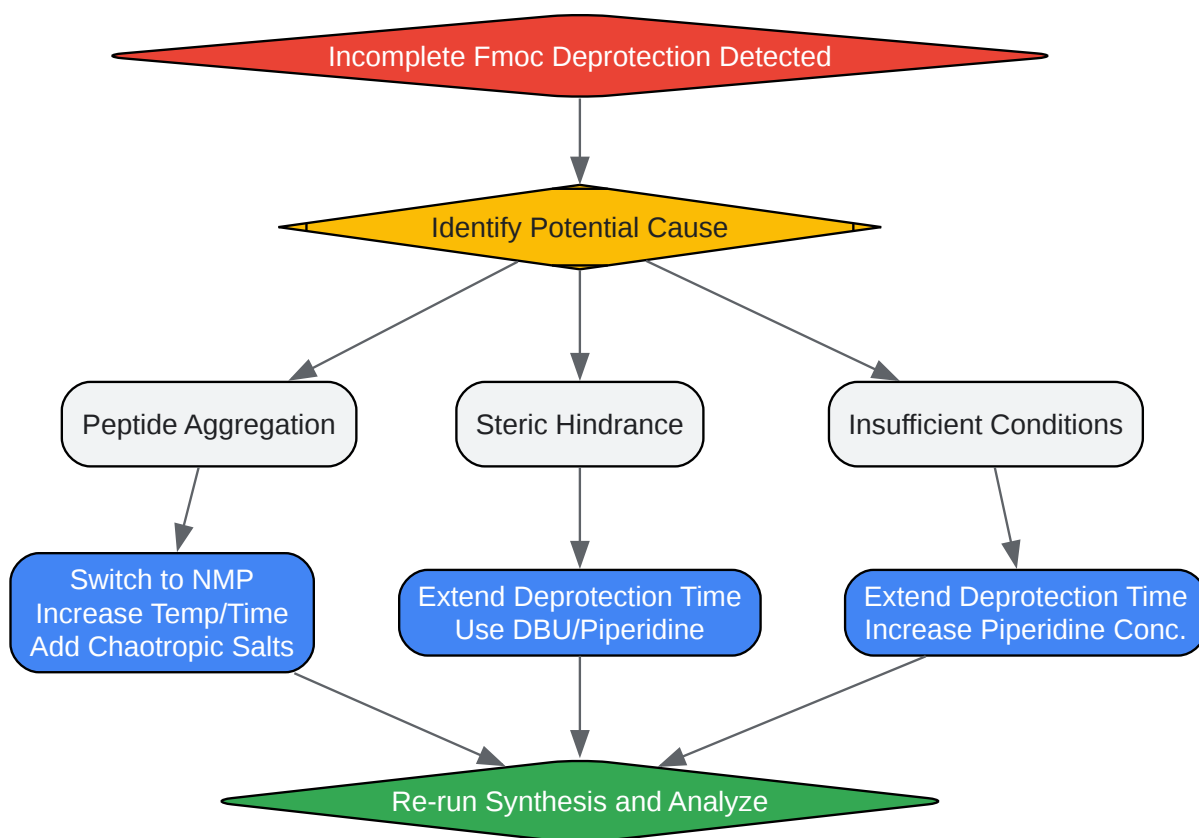 Incomplete Fmoc Deprotection Detected
Identify Potential Cause
Peptide Aggregation
Steric Hindrance
Insufficient Conditions
Switch to NMP
Increase Temp/Time
Add Chaotropic Salts
Extend Deprotection Time
Use DBU/Piperidine
Extend Deprotection Time
Increase Piperidine Conc.
Re-run Synthesis and Analyze